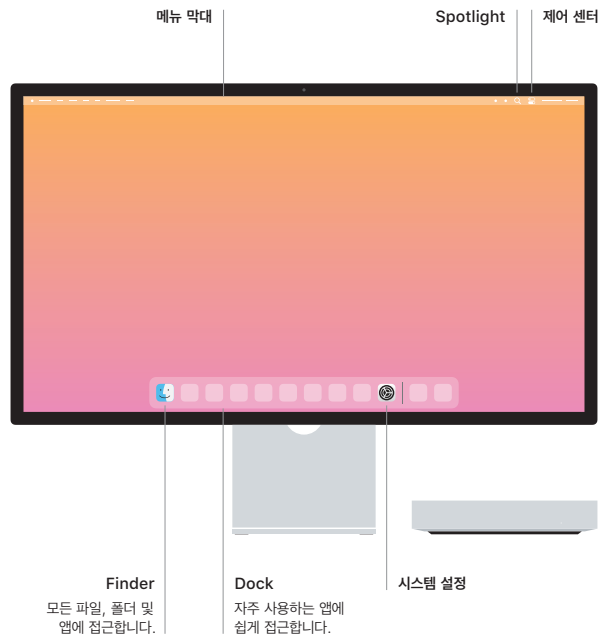 메뉴 막대
Spotlight
제어 센터
Finder
모든 파일, 폴더 및
앱에 접근합니다.
Dock
자주 사용하는 앱에
쉽게 접근합니다.
시스템 설정